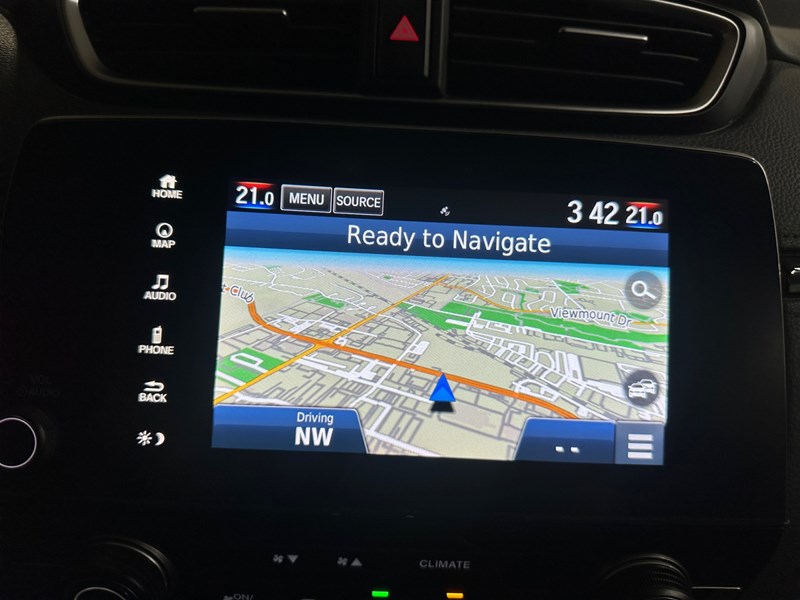 HOME
MAP
AUDIO
PHONE
BACK
21.0 MENU SOURCE 3 42 21.0
Ready to Navigate
t Club
Viewmount Dr
Driving
NW
--
CLIMATE
ON/